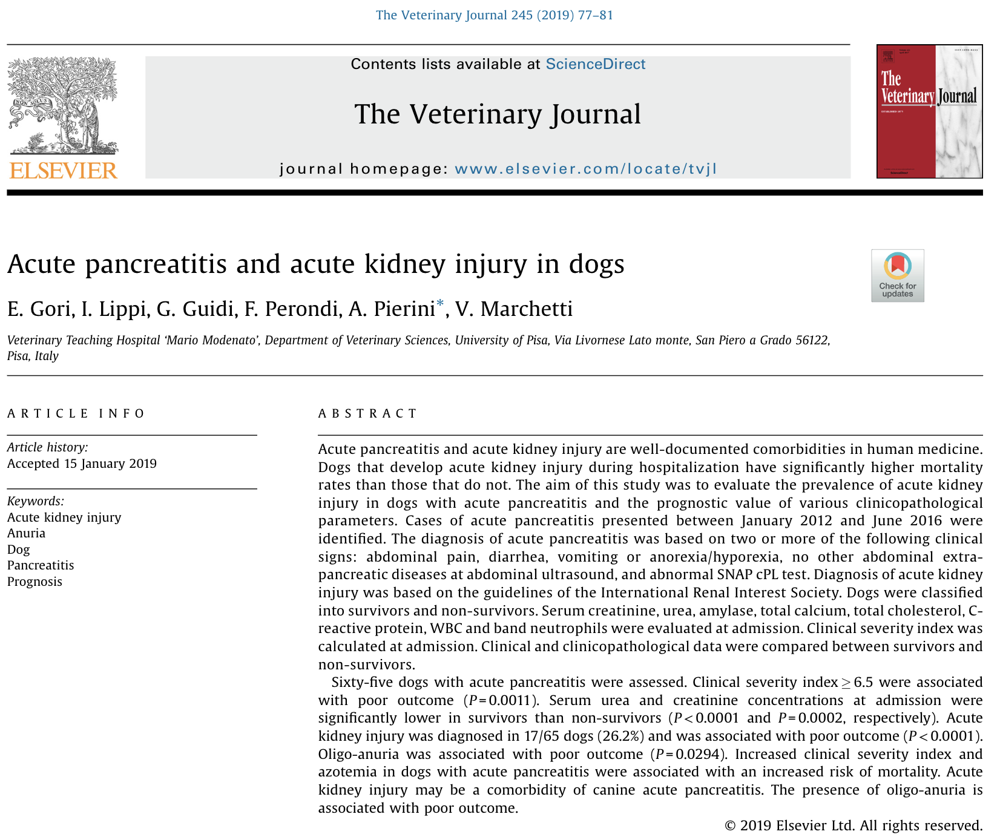 The Veterinary Journal 245 (2019) 77–81
Contents lists available at ScienceDirect
The Veterinary Journal
journal homepage: www.elsevier.com/locate/tvjl
NON SOLUS
ELSEVIER
The
Veterinary Journal
ScienceDirect
Acute pancreatitis and acute kidney injury in dogs
Check for
updates
E. Gori, I. Lippi, G. Guidi, F. Perondi, A. Pierini*, V. Marchetti
Veterinary Teaching Hospital ‘Mario Modenato’, Department of Veterinary Sciences, University of Pisa, Via Livornese Lato monte, San Piero a Grado 56122,
Pisa, Italy
ARTICLE INFO
Article history:
Accepted 15 January 2019
Keywords:
Acute kidney injury
Anuria
Dog
Pancreatitis
Prognosis
ABSTRACT
Acute pancreatitis and acute kidney injury are well-documented comorbidities in human medicine.
Dogs that develop acute kidney injury during hospitalization have significantly higher mortality
rates than those that do not. The aim of this study was to evaluate the prevalence of acute kidney
injury in dogs with acute pancreatitis and the prognostic value of various clinicopathological
parameters. Cases of acute pancreatitis presented between January 2012 and June 2016 were
identified. The diagnosis of acute pancreatitis was based on two or more of the following clinical
signs: abdominal pain, diarrhea, vomiting or anorexia/hyporexia, no other abdominal extra-
pancreatic diseases at abdominal ultrasound, and abnormal SNAP cPL test. Diagnosis of acute kidney
injury was based on the guidelines of the International Renal Interest Society. Dogs were classified
into survivors and non-survivors. Serum creatinine, urea, amylase, total calcium, total cholesterol, C-
reactive protein, WBC and band neutrophils were evaluated at admission. Clinical severity index was
calculated at admission. Clinical and clinicopathological data were compared between survivors and
non-survivors.
Sixty-five dogs with acute pancreatitis were assessed. Clinical severity index ≥ 6.5 were associated
with poor outcome (P = 0.0011). Serum urea and creatinine concentrations at admission were
significantly lower in survivors than non-survivors (P < 0.0001 and P = 0.0002, respectively). Acute
kidney injury was diagnosed in 17/65 dogs (26.2%) and was associated with poor outcome (P < 0.0001).
Oligo-anuria was associated with poor outcome (P = 0.0294). Increased clinical severity index and
azotemia in dogs with acute pancreatitis were associated with an increased risk of mortality. Acute
kidney injury may be a comorbidity of canine acute pancreatitis. The presence of oligo-anuria is
associated with poor outcome.
© 2019 Elsevier Ltd. All rights reserved.